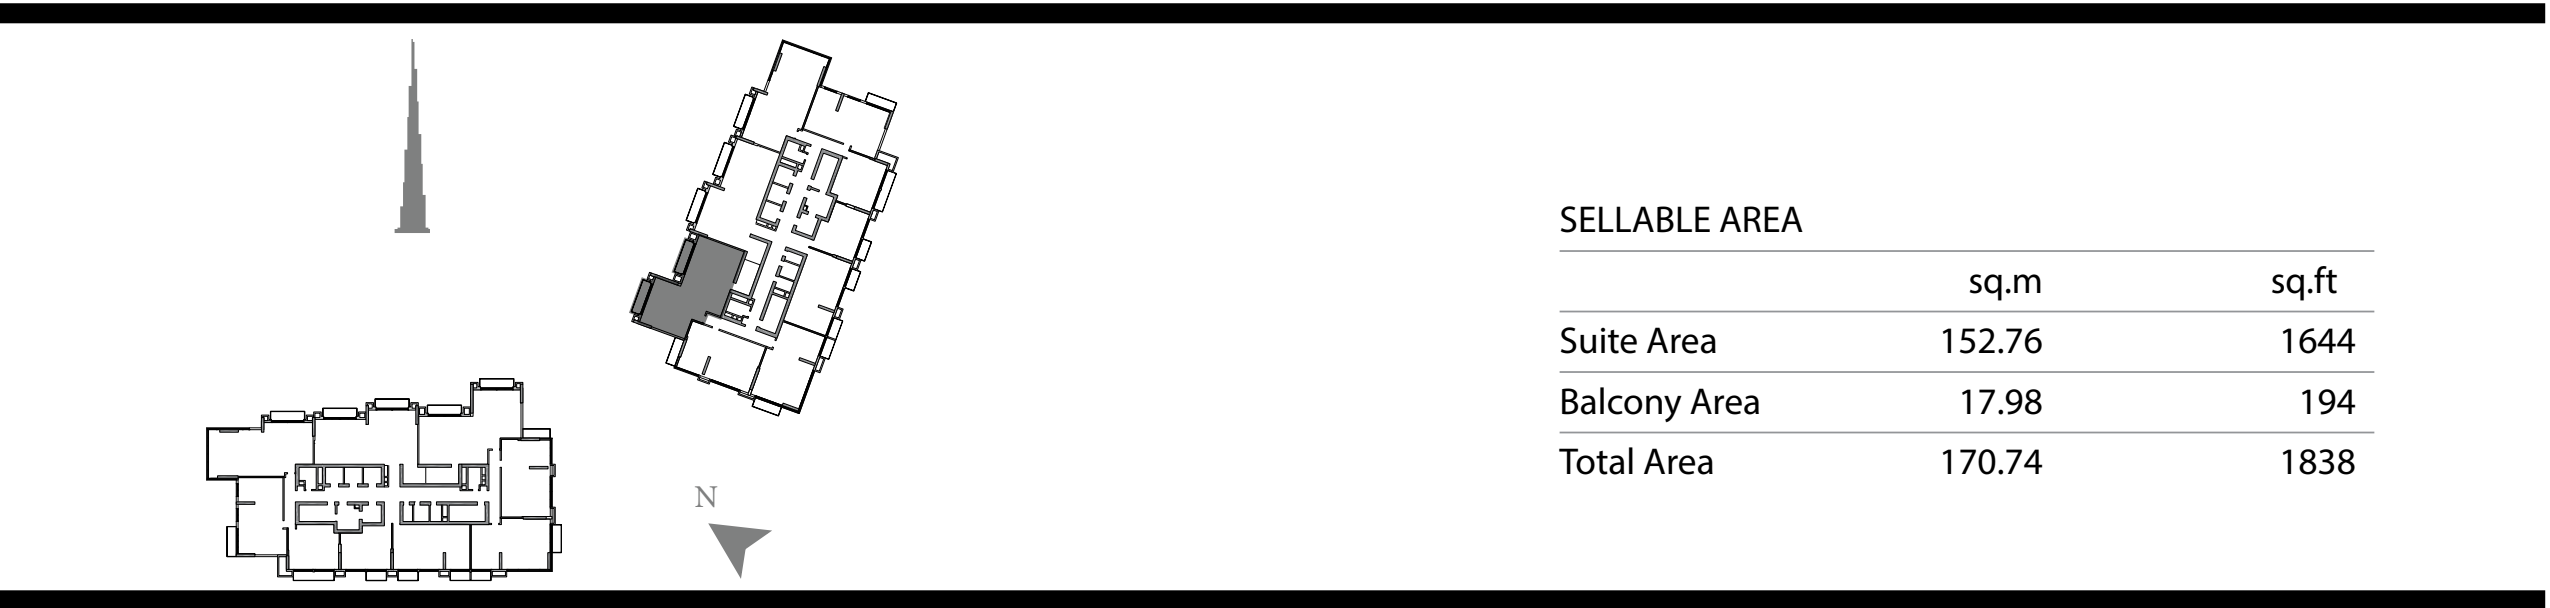 SELLABLE AREA
sq.m sq.ft
Suite Area 152.76 1644
Balcony Area 17.98 194
Total Area 170.74 1838
N